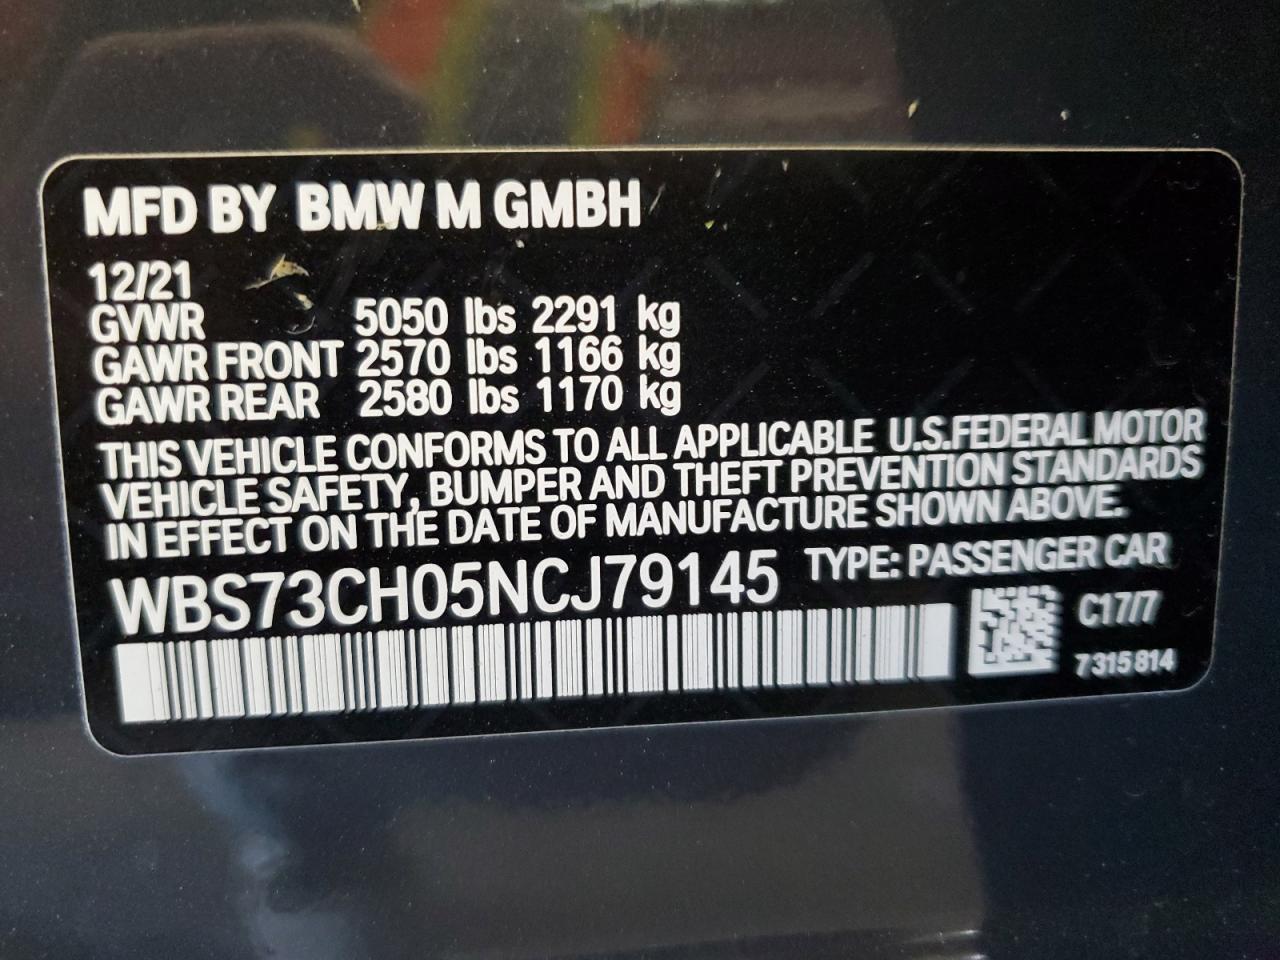 MFD BY BMW M GMBH
12/21
GVWR 5050 lbs 2291 kg
GAWR FRONT 2570 lbs 1166 kg
GAWR REAR 2580 lbs 1170 kg
THIS VEHICLE CONFORMS TO ALL APPLICABLE U.S.FEDERAL MOTOR
VEHICLE SAFETY, BUMPER AND THEFT PREVENTION STANDARDS
IN EFFECT ON THE DATE OF MANUFACTURE SHOWN ABOVE.
WBS73CH05NCJ79145 TYPE: PASSENGER CAR
C17/7
7315814